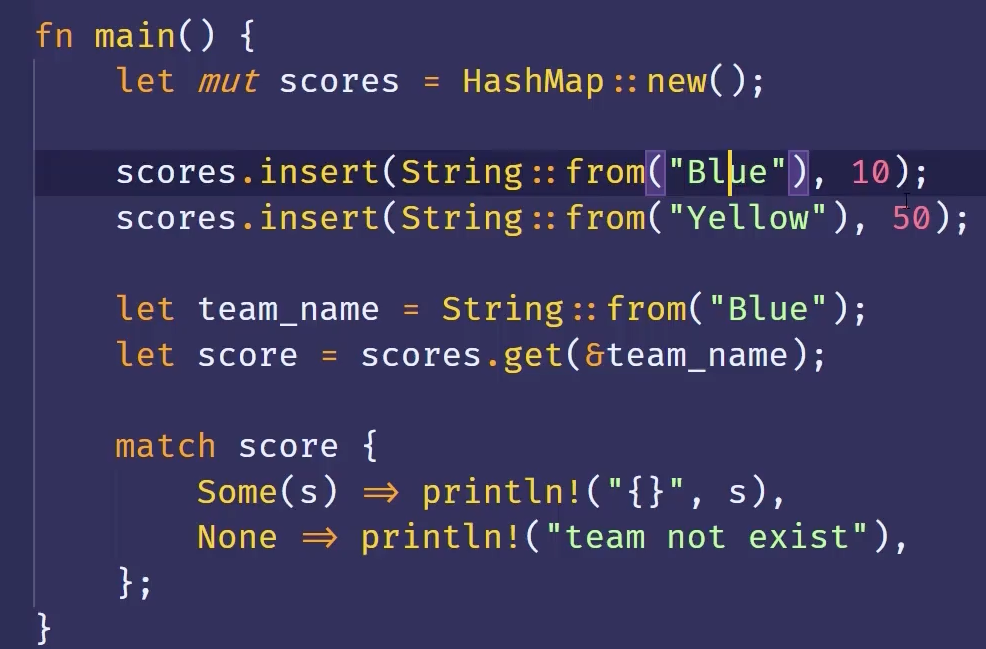 fn main() {
    let mut scores = HashMap::new();

    scores.insert(String::from("Blue"), 10);
    scores.insert(String::from("Yellow"), 50);

    let team_name = String::from("Blue");
    let score = scores.get(&team_name);

    match score {
        Some(s) => println!("{}", s),
        None => println!("team not exist"),
    };
}